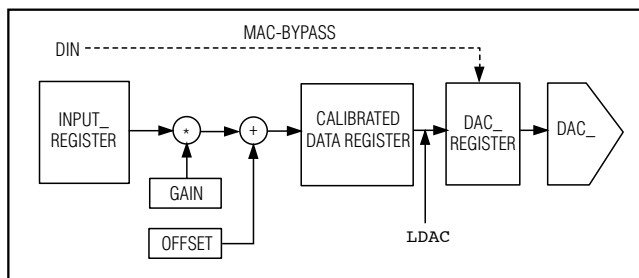 MAC-BYPASS
DIN
INPUT_
REGISTER
*
+
CALIBRATED
DATA REGISTER
DAC_
REGISTER
DAC_
GAIN
OFFSET
LDAC